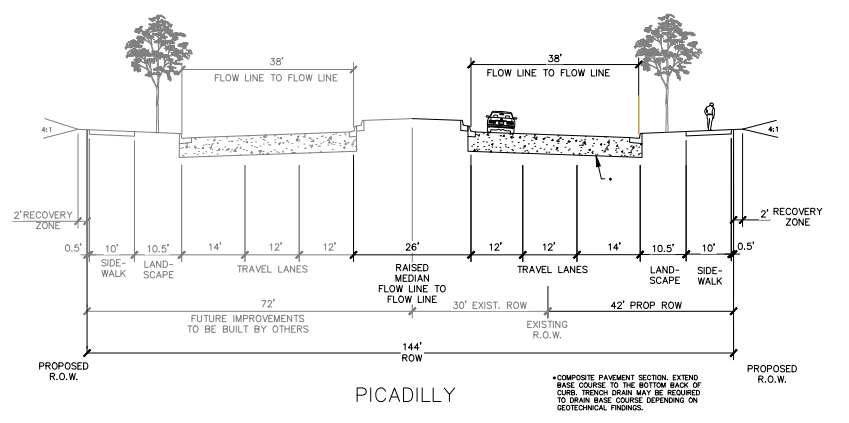 38'
FLOW LINE TO FLOW LINE
38'
FLOW LINE TO FLOW LINE
4:1
4:1
*
2' RECOVERY
ZONE
2' RECOVERY
ZONE
0.5'
10'
10.5'
14'
12'
12'
26'
12'
12'
14'
10.5'
10'
0.5'
SIDE-
WALK
LAND-
SCAPE
TRAVEL LANES
RAISED
MEDIAN
FLOW LINE TO
FLOW LINE
TRAVEL LANES
LAND-
SCAPE
SIDE-
WALK
72'
FUTURE IMPROVEMENTS
TO BE BUILT BY OTHERS
30' EXIST. ROW
42' PROP ROW
EXISTING
R.O.W.
144'
ROW
PROPOSED
R.O.W.
PROPOSED
R.O.W.
PICADILLY
*COMPOSITE PAVEMENT SECTION. EXTEND
BASE COURSE TO THE BOTTOM BACK OF
CURB. TRENCH DRAIN MAY BE REQUIRED
TO DRAIN BASE COURSE DEPENDING ON
GEOTECHNICAL FINDINGS.